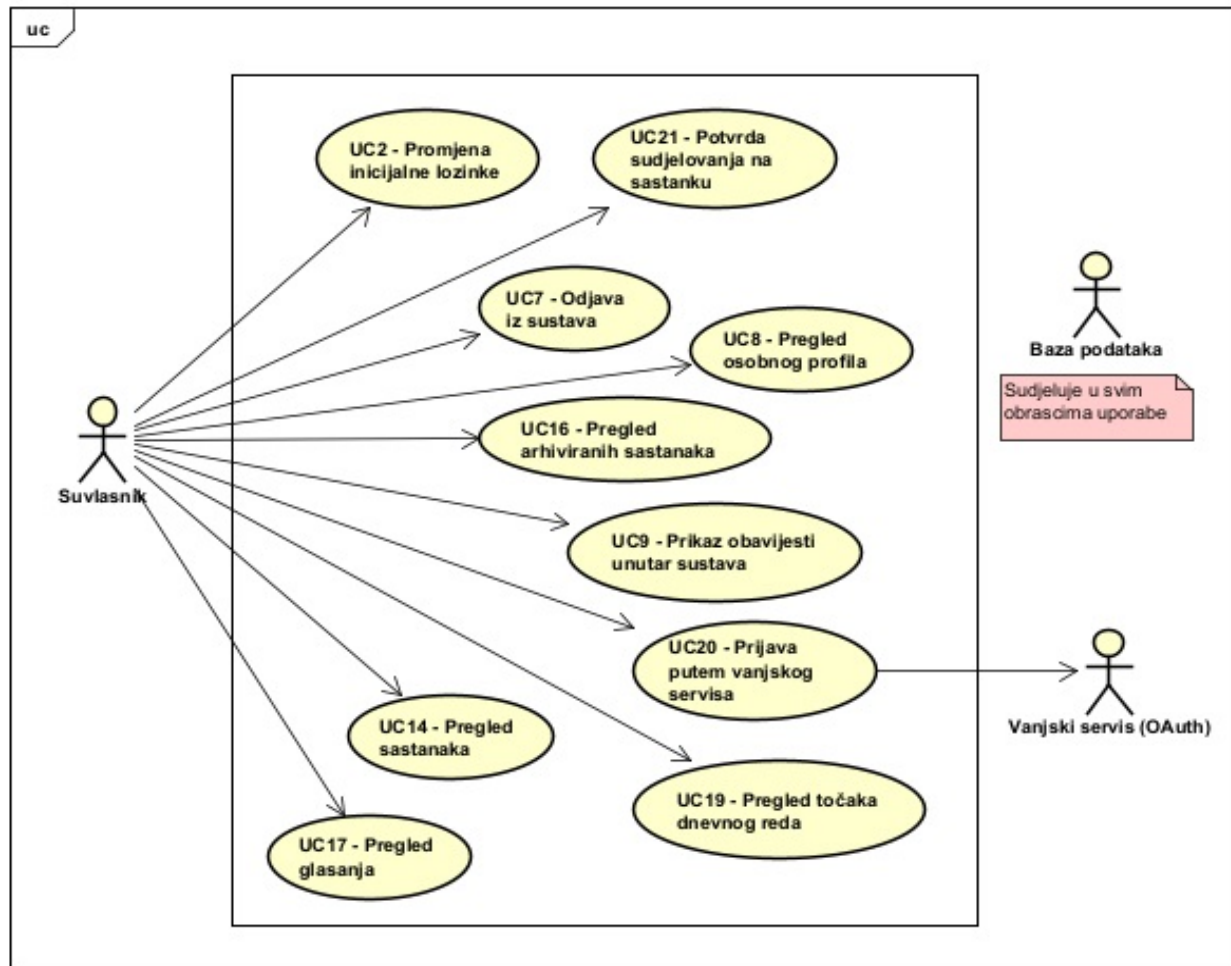 uc
UC2 - Promjena
inicijalne lozinke
UC21 - Potvrda
sudjelovanja na
sastanku
UC7 - Odjava
iz sustava
UC8 - Pregled
osobnog profila
Baza podataka
Sudjeluje u svim
obrascima uporabe
UC16 - Pregled
arhiviranih sastanaka
Suvlasnik
UC9 - Prikaz obavijesti
unutar sustava
UC20 - Prijava
putem vanjskog
servisa
Vanjski servis (OAuth)
UC14 - Pregled
sastanaka
UC19 - Pregled točaka
dnevnog reda
UC17 - Pregled
glasanja